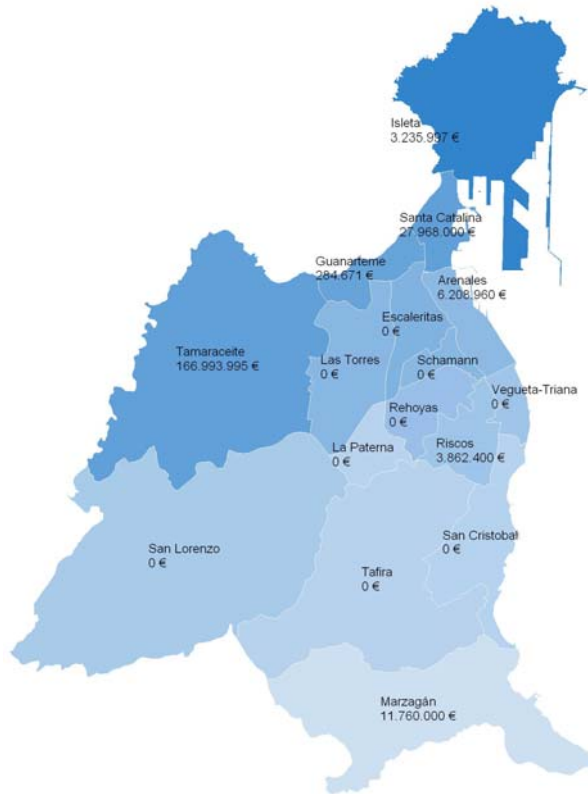 Isleta
3.235.997 €
Santa Catalina
27.968.000 €
Guanarteme
284.671 €
Arenales
6.208.960 €
Escaleritas
0 €
Tamaraceite
166.993.995 €
Las Torres
0 €
Schamann
0 €
Vegueta-Triana
0 €
Rehoyas
0 €
La Paterna
0 €
Riscos
3.862.400 €
San Lorenzo
0 €
San Cristobal
0 €
Tafira
0 €
Marzagán
11.760.000 €